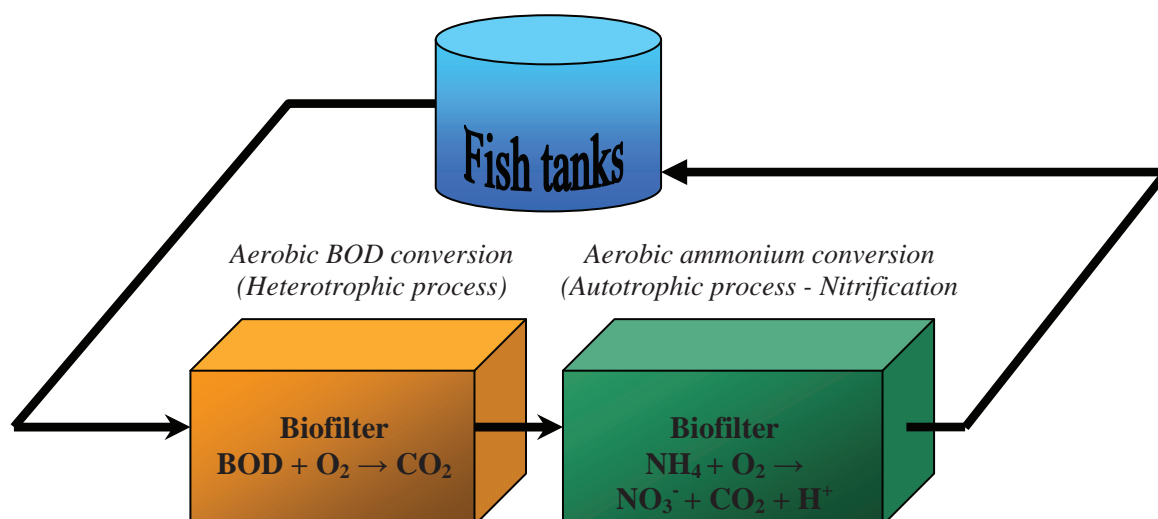 Fish tanks
Aerobic BOD conversion
(Heterotrophic process)
Aerobic ammonium conversion
(Autotrophic process - Nitrification
Biofilter
BOD + O₂ → CO₂
Biofilter
NH₄ + O₂ →
NO₃⁻ + CO₂ + H⁺